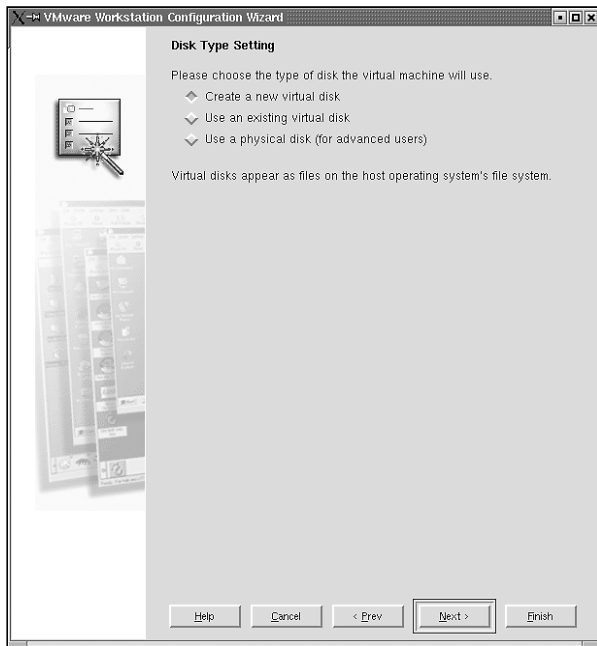 VMware Workstation Configuration Wizard
Disk Type Setting
Please choose the type of disk the virtual machine will use.
Create a new virtual disk
Use an existing virtual disk
Use a physical disk (for advanced users)
Virtual disks appear as files on the host operating system's file system.
Help
Cancel
< Prev
Next >
Finish